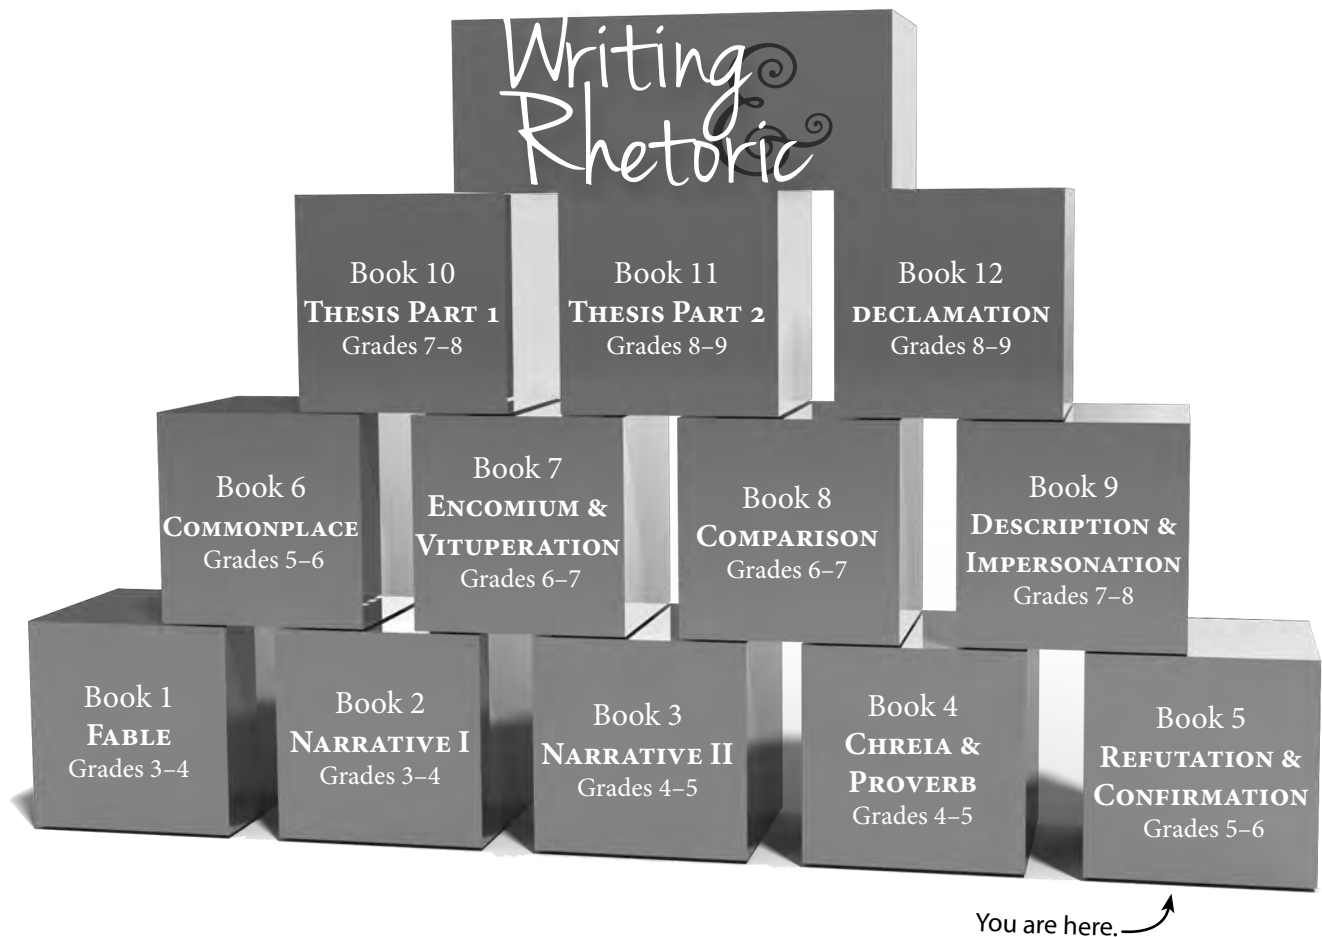 Writing
&
Rhetoric
Book 10
THESIS PART 1
Grades 7–8
Book 11
THESIS PART 2
Grades 8–9
Book 12
DECLAMATION
Grades 8–9
Book 6
COMMONPLACE
Grades 5–6
Book 7
ENCOMIUM &
VITUPERATION
Grades 6–7
Book 8
COMPARISON
Grades 6–7
Book 9
DESCRIPTION &
IMPERSONATION
Grades 7–8
Book 1
FABLE
Grades 3–4
Book 2
NARRATIVE I
Grades 3–4
Book 3
NARRATIVE II
Grades 4–5
Book 4
CHREIA &
PROVERB
Grades 4–5
Book 5
REFUTATION &
CONFIRMATION
Grades 5–6
You are here.